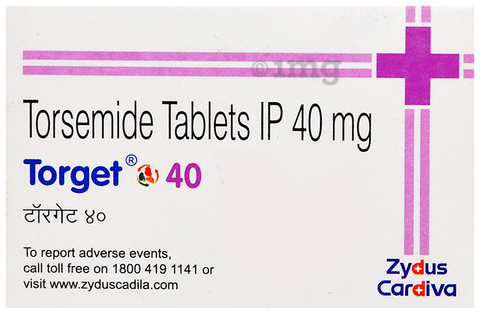 ©1mg
Torsemide Tablets IP 40 mg
Torget® 40
टॉरगेट ४०
To report adverse events,
call toll free on 1800 419 1141 or
visit www.zyduscadila.com
Zydus
Cardiva